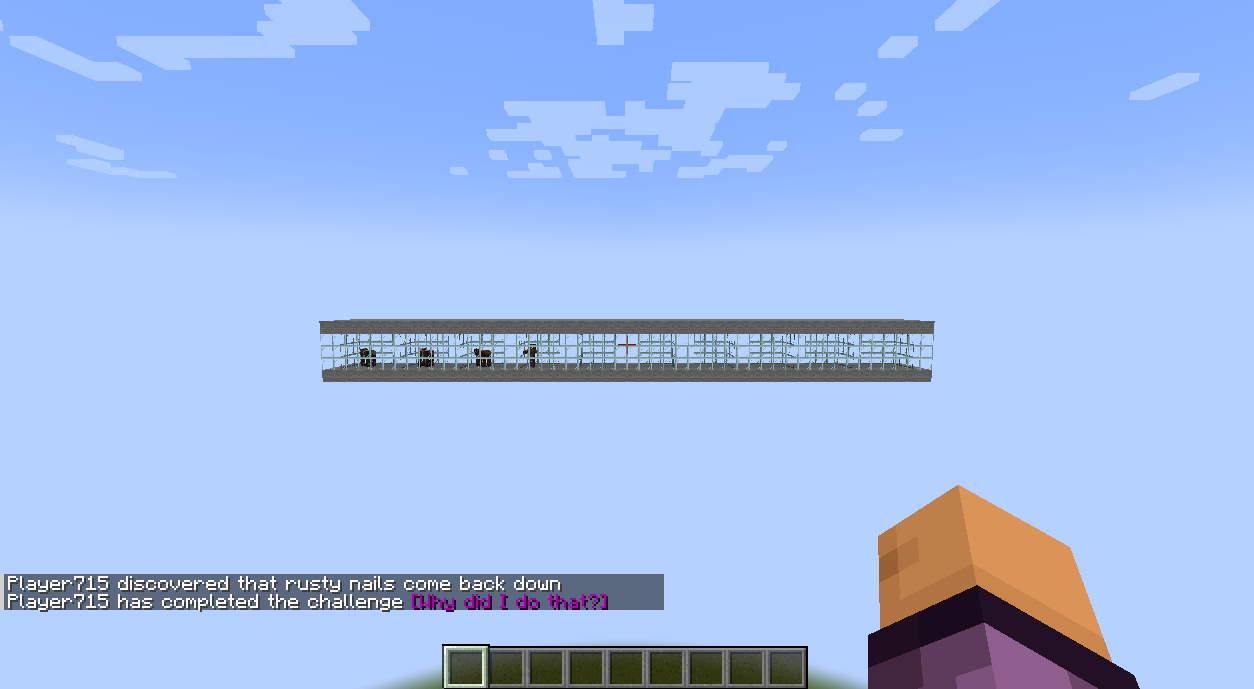 Player715 discovered that rusty nails come back down
Player715 has completed the challenge [Why did I do that?]